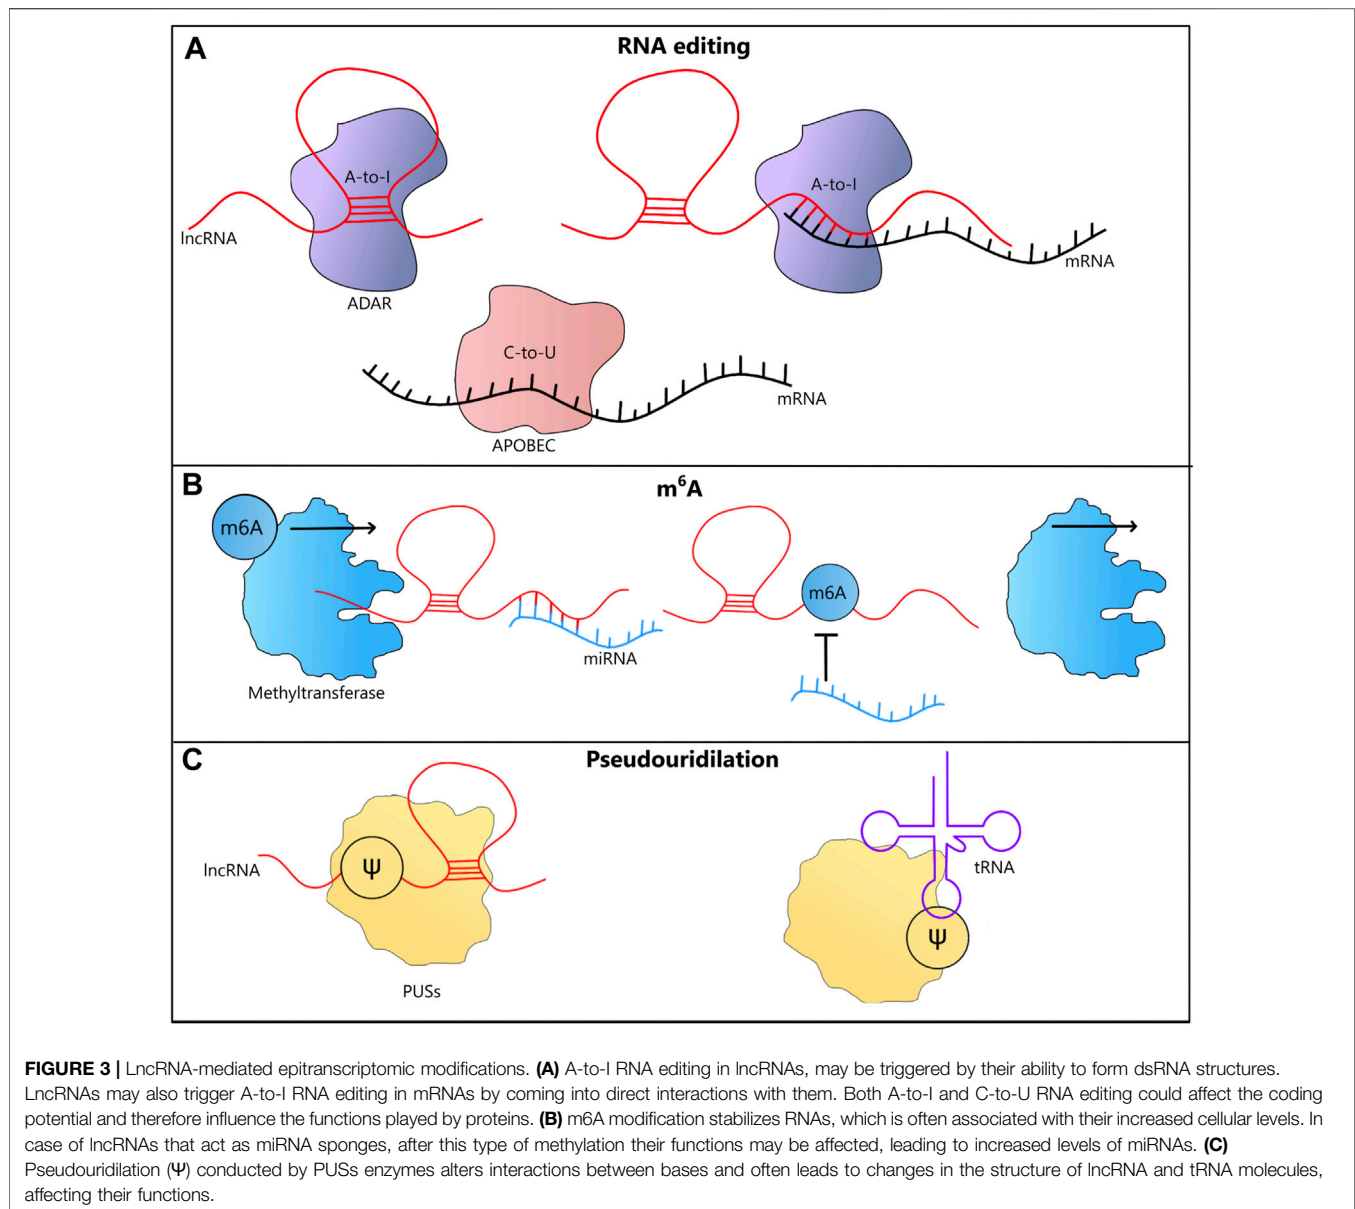 A
RNA editing
A-to-I
A-to-I
lncRNA
mRNA
ADAR
C-to-U
mRNA
APOBEC
B
m⁶A
m6A
m6A
miRNA
Methyltransferase
C
Pseudouridilation
lncRNA
Ψ
tRNA
Ψ
PUSs
FIGURE 3 | LncRNA-mediated epitranscriptomic modifications. (A) A-to-I RNA editing in lncRNAs, may be triggered by their ability to form dsRNA structures.
LncRNAs may also trigger A-to-I RNA editing in mRNAs by coming into direct interactions with them. Both A-to-I and C-to-U RNA editing could affect the coding
potential and therefore influence the functions played by proteins. (B) m6A modification stabilizes RNAs, which is often associated with their increased cellular levels. In
case of lncRNAs that act as miRNA sponges, after this type of methylation their functions may be affected, leading to increased levels of miRNAs. (C)
Pseudouridilation (Ψ) conducted by PUSs enzymes alters interactions between bases and often leads to changes in the structure of lncRNA and tRNA molecules,
affecting their functions.